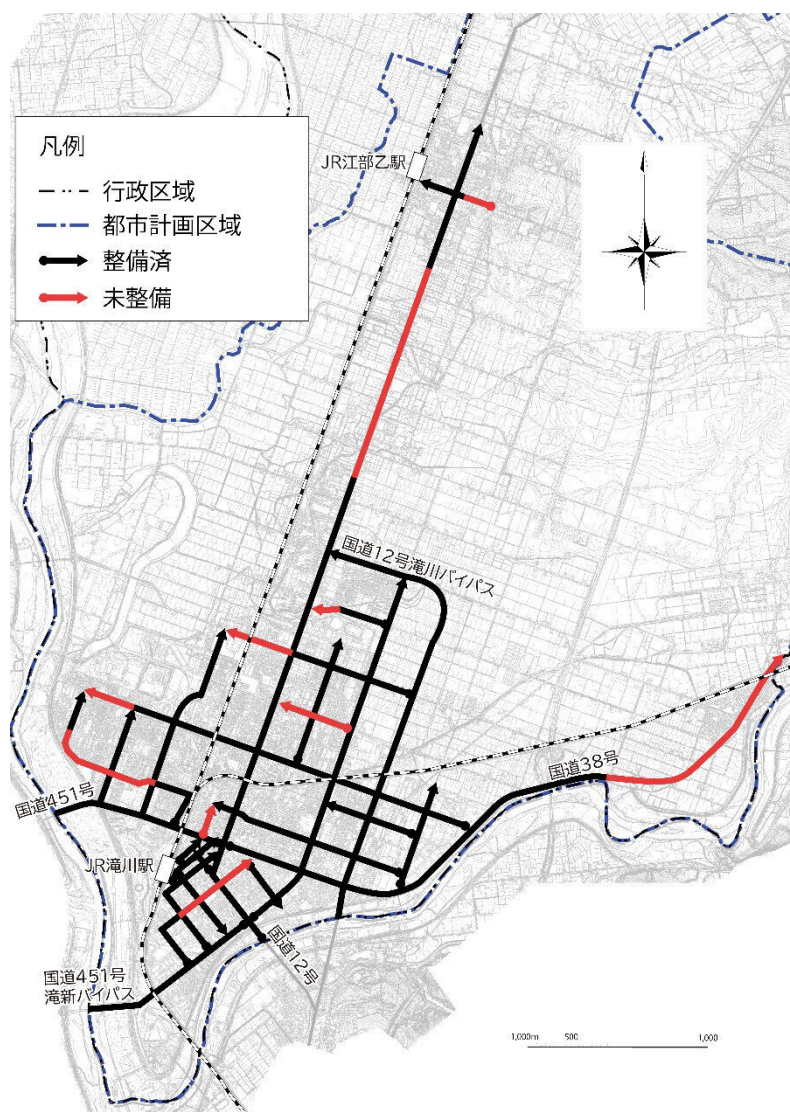 凡例
行政区域
都市計画区域
整備済
未整備
JR江部乙駅
国道12号滝川バイパス
国道38号
国道451号
JR滝川駅
国道12号
国道451号
滝新バイパス
1,000m 500 1,000